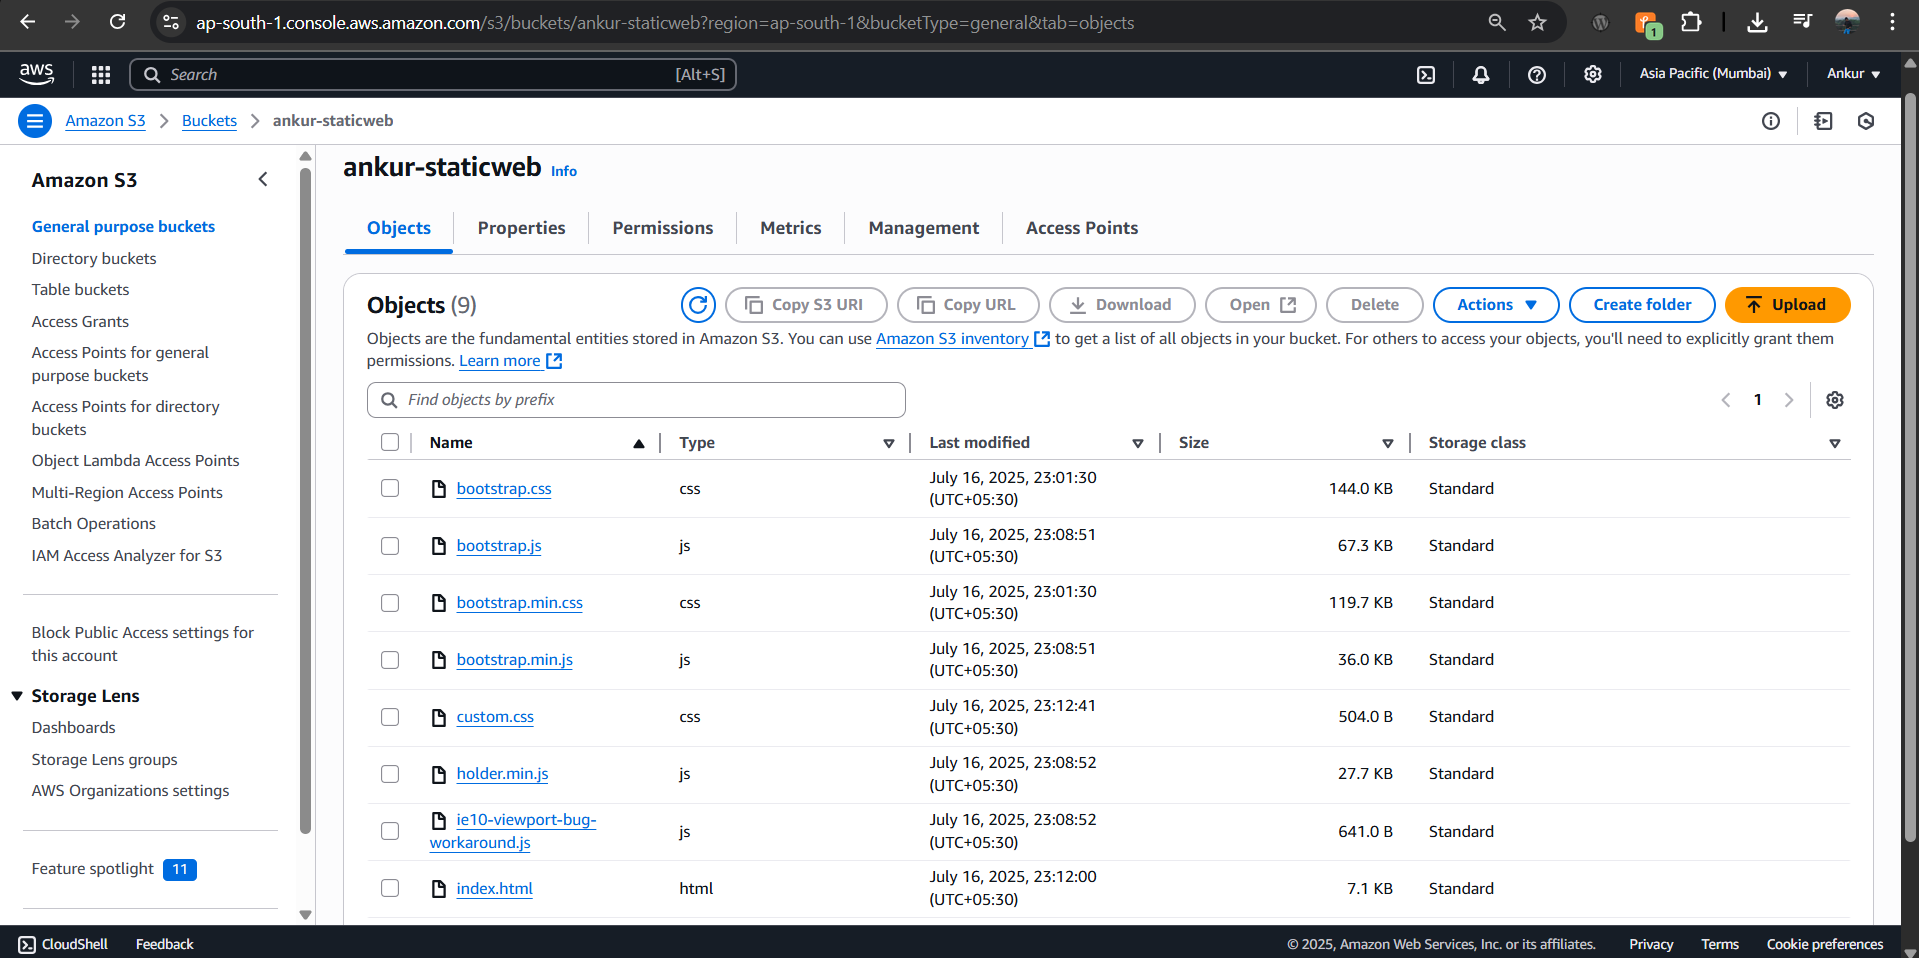 ap-south-1.console.aws.amazon.com/s3/buckets/ankur-staticweb?region=ap-south-1&bucketType=general&tab=objects
1
aws
Search
[Alt+S]
Asia Pacific (Mumbai)
Ankur
Amazon S3
Buckets
ankur-staticweb
Amazon S3
General purpose buckets
Directory buckets
Table buckets
Access Grants
Access Points for general
purpose buckets
Access Points for directory
buckets
Object Lambda Access Points
Multi-Region Access Points
Batch Operations
IAM Access Analyzer for S3
Block Public Access settings for
this account
Storage Lens
Dashboards
Storage Lens groups
AWS Organizations settings
Feature spotlight 11
ankur-staticweb Info
Objects
Properties
Permissions
Metrics
Management
Access Points
Objects (9)
Copy S3 URI
Copy URL
Download
Open
Delete
Actions
Create folder
Upload
Objects are the fundamental entities stored in Amazon S3. You can use Amazon S3 inventory to get a list of all objects in your bucket. For others to access your objects, you'll need to explicitly grant them
permissions. Learn more
Find objects by prefix
1
Name Type Last modified Size Storage class
bootstrap.css css July 16, 2025, 23:01:30 144.0 KB Standard
(UTC+05:30)
bootstrap.js js July 16, 2025, 23:08:51 67.3 KB Standard
(UTC+05:30)
bootstrap.min.css css July 16, 2025, 23:01:30 119.7 KB Standard
(UTC+05:30)
bootstrap.min.js js July 16, 2025, 23:08:51 36.0 KB Standard
(UTC+05:30)
custom.css css July 16, 2025, 23:12:41 504.0 B Standard
(UTC+05:30)
holder.min.js js July 16, 2025, 23:08:52 27.7 KB Standard
(UTC+05:30)
ie10-viewport-bug- js July 16, 2025, 23:08:52 641.0 B Standard
workaround.js (UTC+05:30)
index.html html July 16, 2025, 23:12:00 7.1 KB Standard
(UTC+05:30)
CloudShell
Feedback
© 2025, Amazon Web Services, Inc. or its affiliates.
Privacy
Terms
Cookie preferences